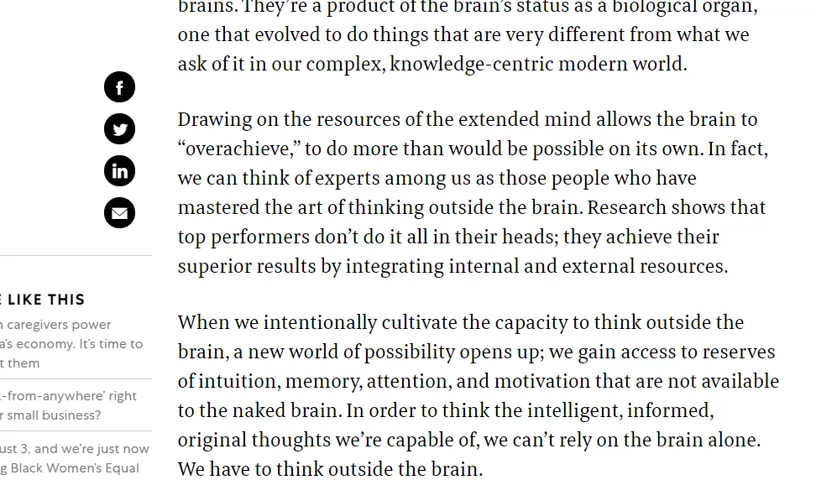 brains. They're a product of the brain's status as a biological organ,
one that evolved to do things that are very different from what we
ask of it in our complex, knowledge-centric modern world.
Drawing on the resources of the extended mind allows the brain to
“overachieve,” to do more than would be possible on its own. In fact,
we can think of experts among us as those people who have
mastered the art of thinking outside the brain. Research shows that
top performers don’t do it all in their heads; they achieve their
superior results by integrating internal and external resources.
When we intentionally cultivate the capacity to think outside the
brain, a new world of possibility opens up; we gain access to reserves
of intuition, memory, attention, and motivation that are not available
to the naked brain. In order to think the intelligent, informed,
original thoughts we’re capable of, we can’t rely on the brain alone.
We have to think outside the brain.
LIKE THIS
caregivers power
a’s economy. It’s time to
t them
-from-anywhere’ right
r small business?
ust 3, and we’re just now
g Black Women’s Equal